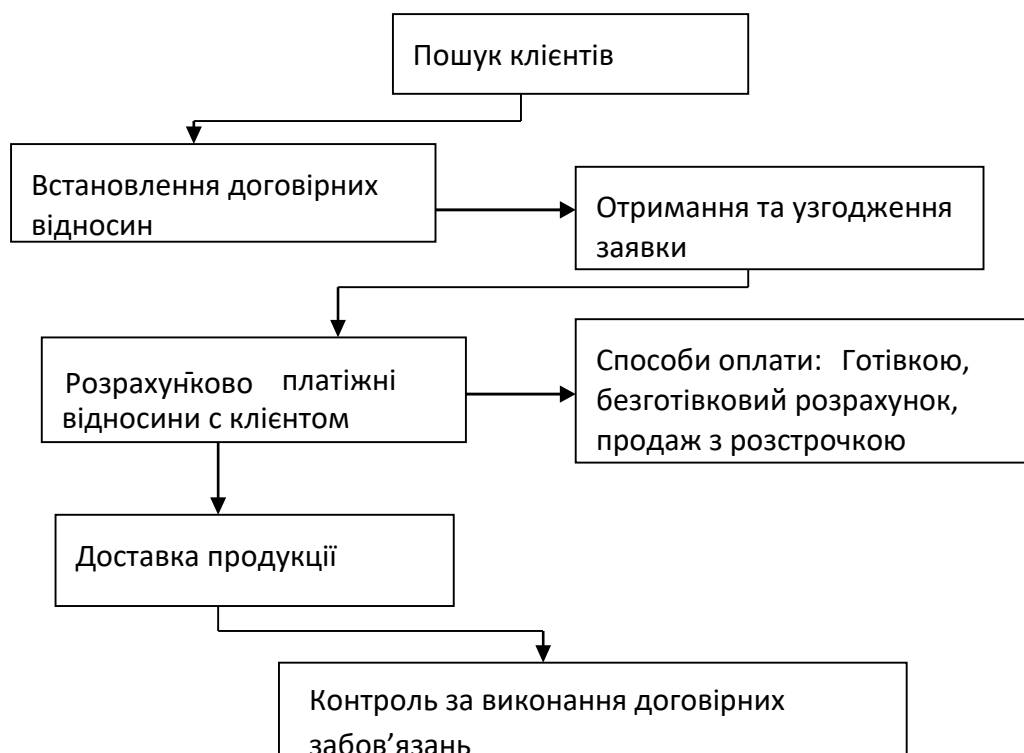 Пошук клієнтів
Встановлення договірних
відносин
Отримання та узгодження
заявки
Розрахунково - платіжні
відносини с клієнтом
Способи оплати: Готівкою,
безготівковий розрахунок,
продаж з розстрочкою
Доставка продукції
Контроль за виконання договірних
забов’язань